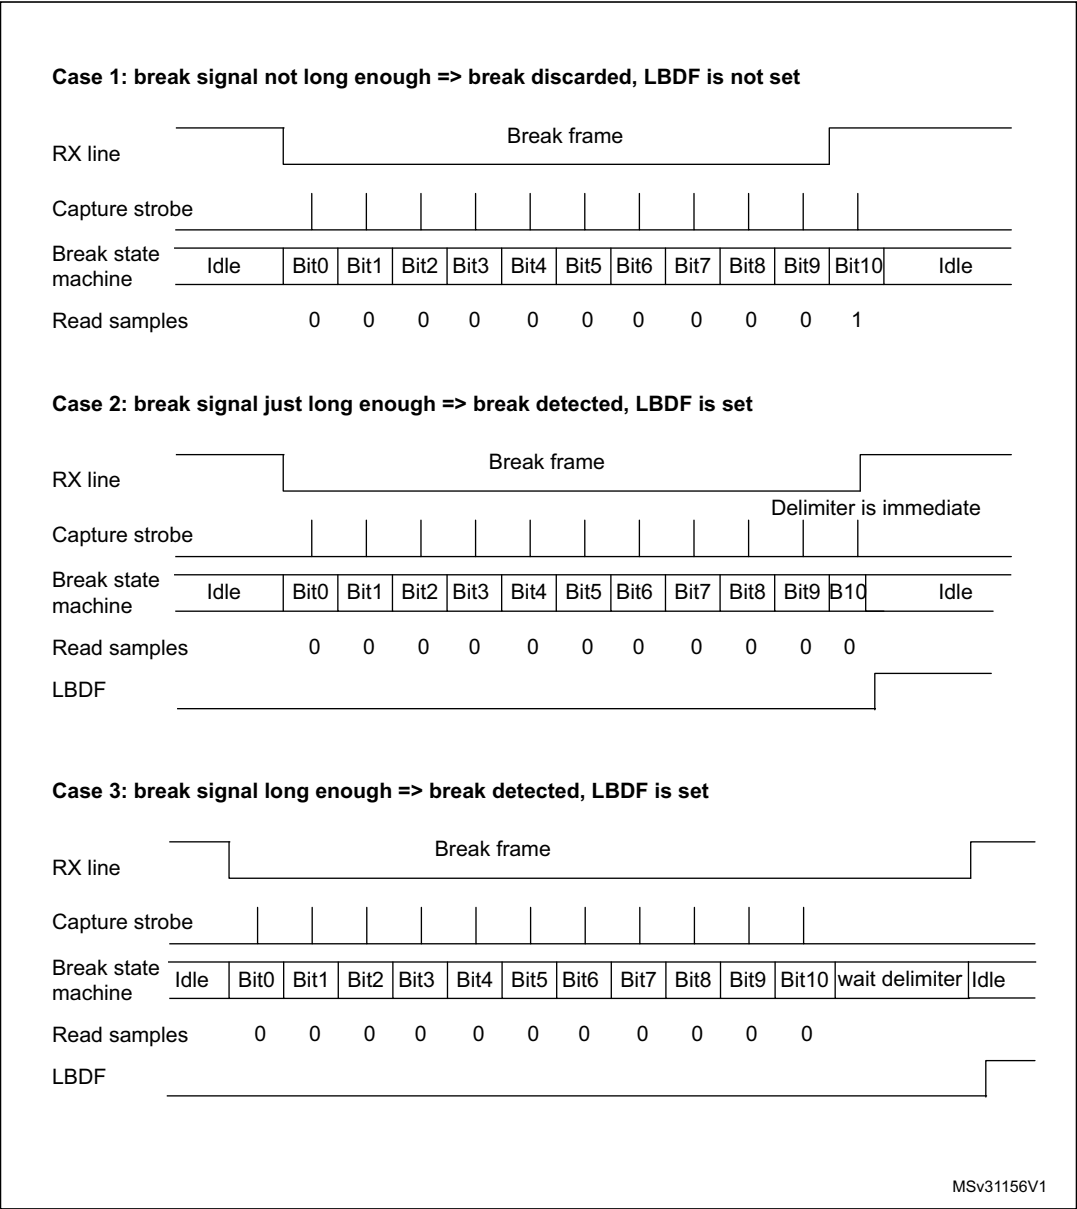 Case 1: break signal not long enough => break discarded, LBDF is not set
Break frame
RX line
Capture strobe
Break state machine
Idle Bit0 Bit1 Bit2 Bit3 Bit4 Bit5 Bit6 Bit7 Bit8 Bit9 Bit10 Idle
Read samples 0 0 0 0 0 0 0 0 0 0 1
Case 2: break signal just long enough => break detected, LBDF is set
Break frame
RX line
Delimiter is immediate
Capture strobe
Break state machine
Idle Bit0 Bit1 Bit2 Bit3 Bit4 Bit5 Bit6 Bit7 Bit8 Bit9 B10 Idle
Read samples 0 0 0 0 0 0 0 0 0 0 0
LBDF
Case 3: break signal long enough => break detected, LBDF is set
Break frame
RX line
Capture strobe
Break state machine
Idle Bit0 Bit1 Bit2 Bit3 Bit4 Bit5 Bit6 Bit7 Bit8 Bit9 Bit10 wait delimiter Idle
Read samples 0 0 0 0 0 0 0 0 0 0 0
LBDF
MSv31156V1